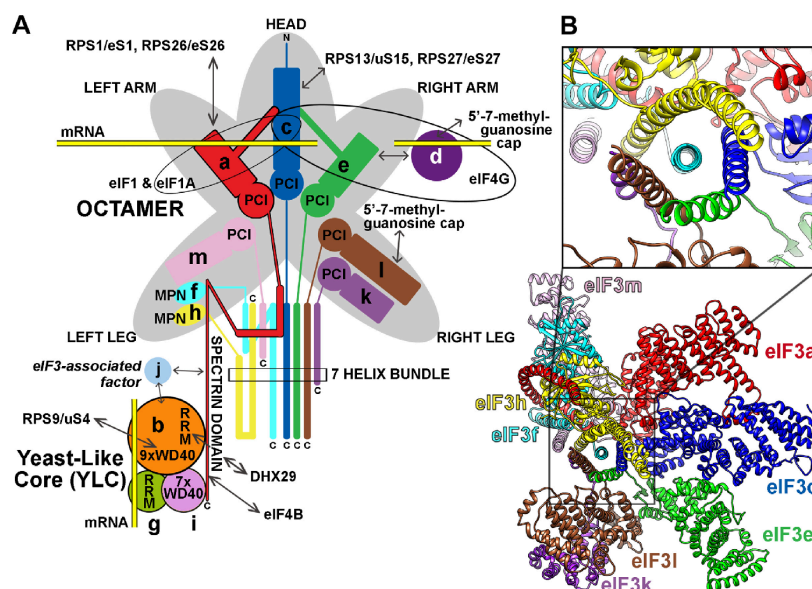 A
HEAD
N
RPS1/eS1, RPS26/eS26
RPS13/uS15, RPS27/eS27
LEFT ARM
RIGHT ARM
mRNA
5'-7-methyl-
guanosine cap
a
c
e
d
eIF1 & eIF1A
eIF4G
OCTAMER
PCI
PCI
PCI
5'-7-methyl-
guanosine cap
m
PCI
PCI
l
PCI
k
MPN
f
MPN
h
C
C
LEFT LEG
RIGHT LEG
SPECTRIN DOMAIN
j
eIF3-associated
factor
7 HELIX BUNDLE
C
RPS9/uS4
b
RRM
9xWD40
C
C
C
C
C
Yeast-Like
Core (YLC)
DHX29
RRM
7x
WD40
eIF4B
mRNA
g
i
C
B
eIF3m
eIF3a
eIF3h
eIF3f
eIF3c
eIF3e
eIF3l
eIF3k